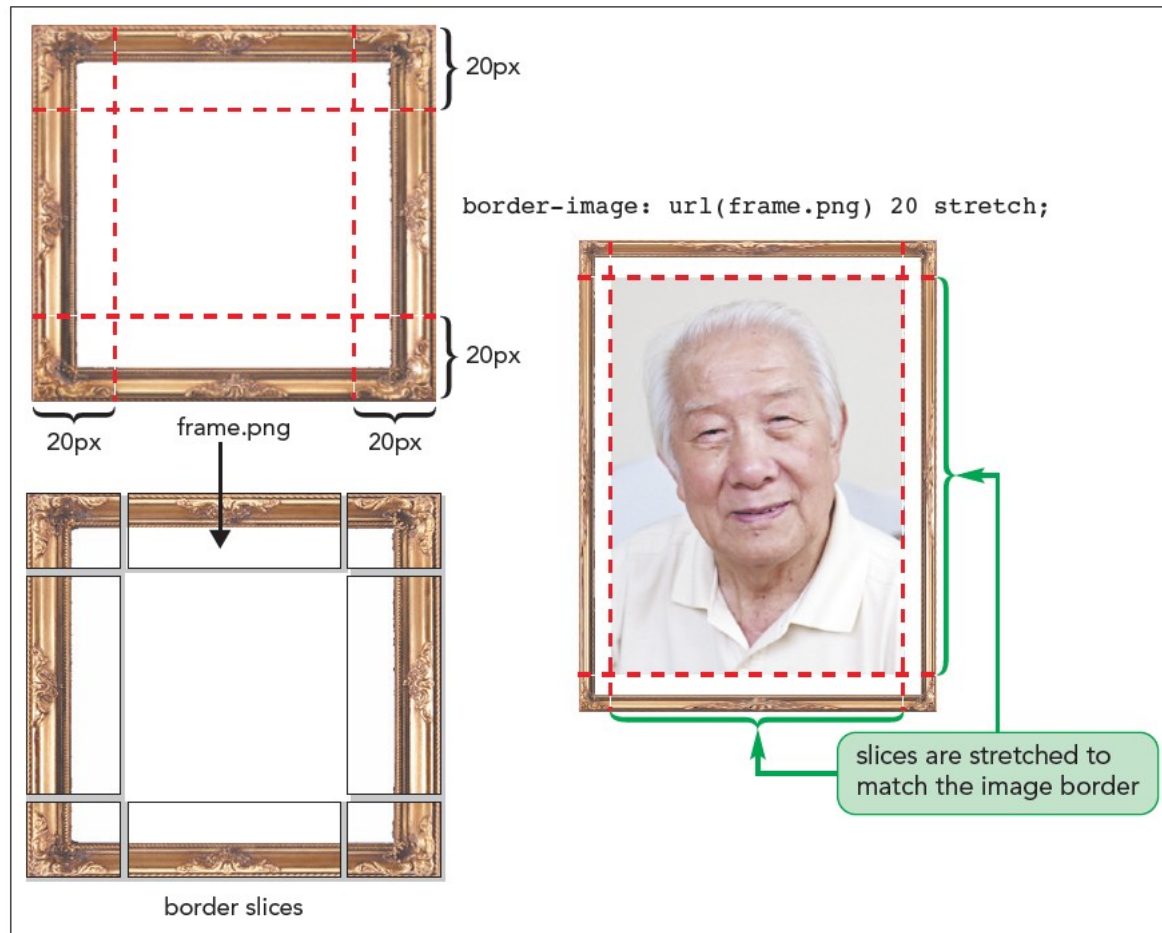 20px
border-image: url(frame.png) 20 stretch;
20px
20px
frame.png
20px
slices are stretched to
match the image border
border slices